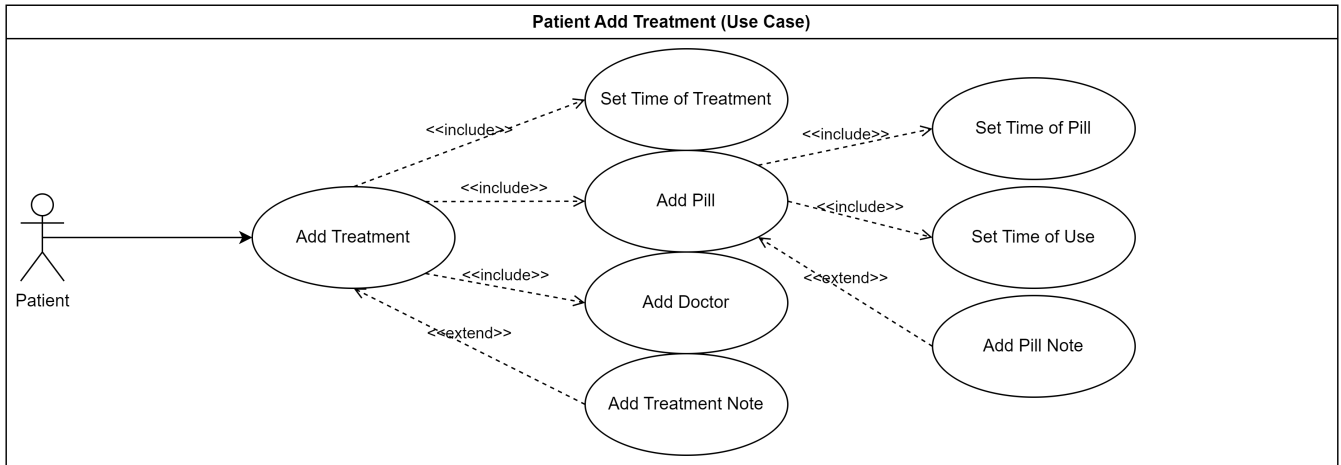 Patient Add Treatment (Use Case)
Set Time of Treatment
<<include>>
<<include>>
Set Time of Pill
<<include>>
Add Pill
<<include>>
Add Treatment
Set Time of Use
<<include>>
<<extend>>
Patient
Add Doctor
<<extend>>
Add Pill Note
Add Treatment Note